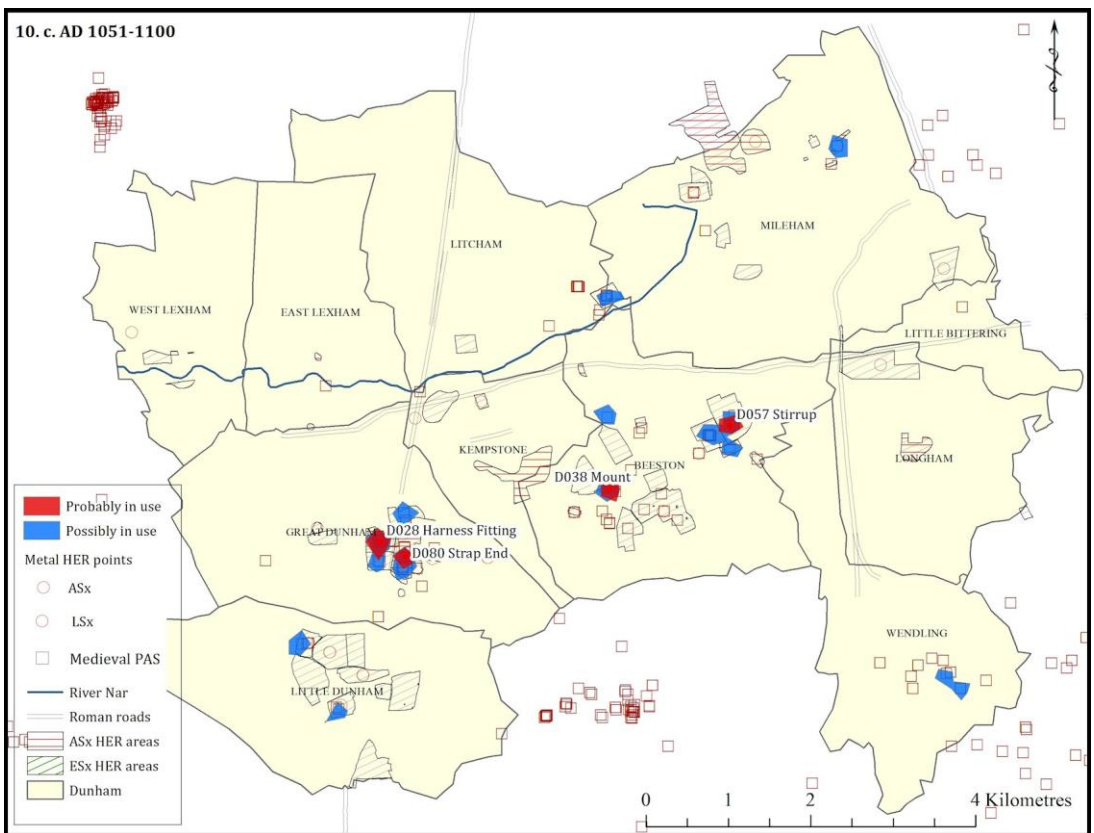 10. c. AD 1051-1100
MILEHAM
LITCHAM
WEST LEXHAM
EAST LEXHAM
LITTLE BITTERING
D057 Stirrup
KEMPSTONE
BEESTON
LONGHAM
D038 Mount
GREAT DUNHAM
D028 Harness Fitting
D080 Strap End
WENDLING
LITTLE DUNHAM
Probably in use
Possibly in use
Metal HER points
ASx
LSx
Medieval PAS
River Nar
Roman roads
ASx HER areas
ESx HER areas
Dunham
0 1 2 4 Kilometres